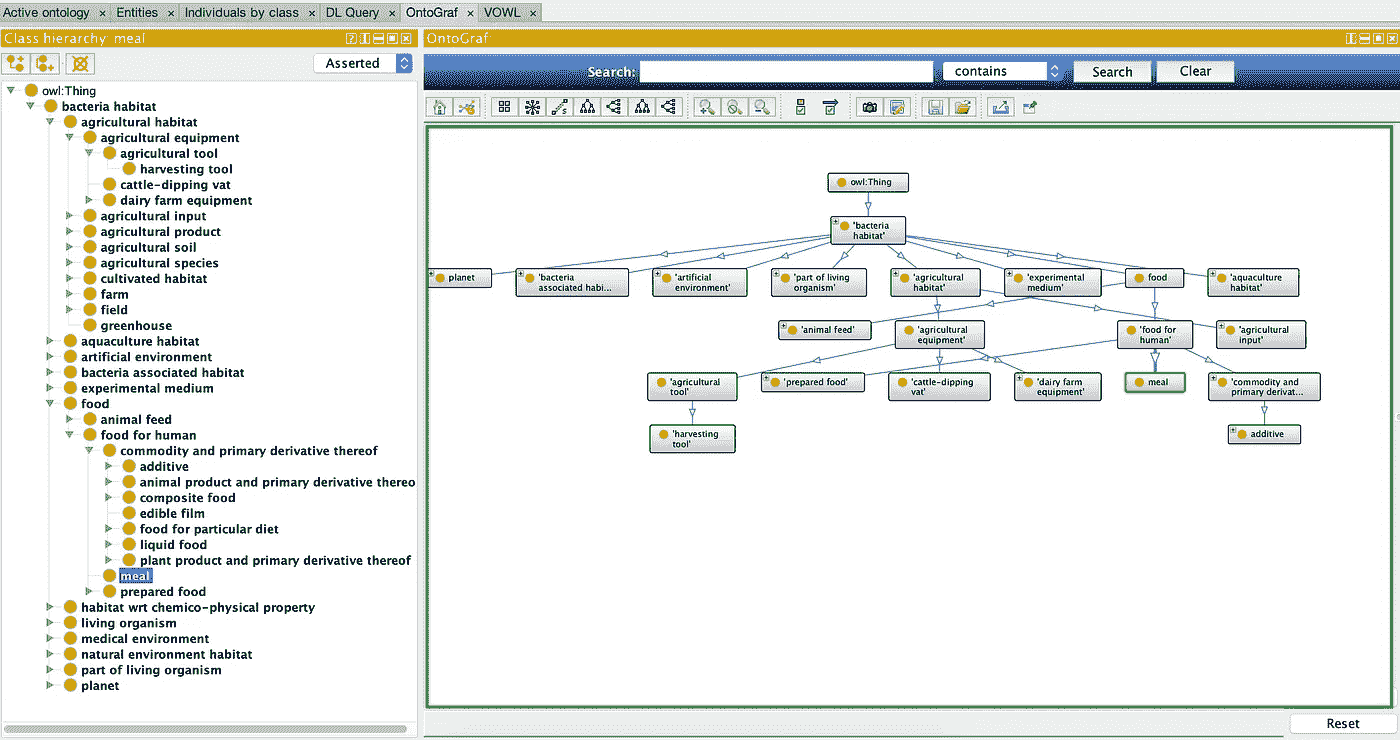 Active ontology × Entities × Individuals by class × DL Query × OntoGraf × VOWL ×
Class hierarchy: meal
Asserted
owl:Thing
bacteria habitat
agricultural habitat
agricultural equipment
agricultural tool
harvesting tool
cattle-dipping vat
dairy farm equipment
agricultural input
agricultural product
agricultural soil
agricultural species
cultivated habitat
farm
field
greenhouse
aquaculture habitat
artificial environment
bacteria associated habitat
experimental medium
food
animal feed
food for human
commodity and primary derivative thereof
additive
animal product and primary derivative thereo
composite food
edible film
food for particular diet
liquid food
plant product and primary derivative thereof
meal
prepared food
habitat wrt chemico-physical property
living organism
medical environment
natural environment habitat
part of living organism
planet
OntoGraf
Search: contains Search Clear
owl:Thing
'bacteria
habitat'
planet
'bacteria
associated habi...
'artificial
environment'
'part of living
organism'
'agricultural
habitat'
'experimental
medium'
food
'aquaculture
habitat'
'animal feed'
'agricultural
equipment'
'food for
human'
'agricultural
input'
'agricultural
tool'
'prepared food'
'cattle-dipping
vat'
'dairy farm
equipment'
meal
'commodity and
primary derivat...
'harvesting
tool'
additive
Reset